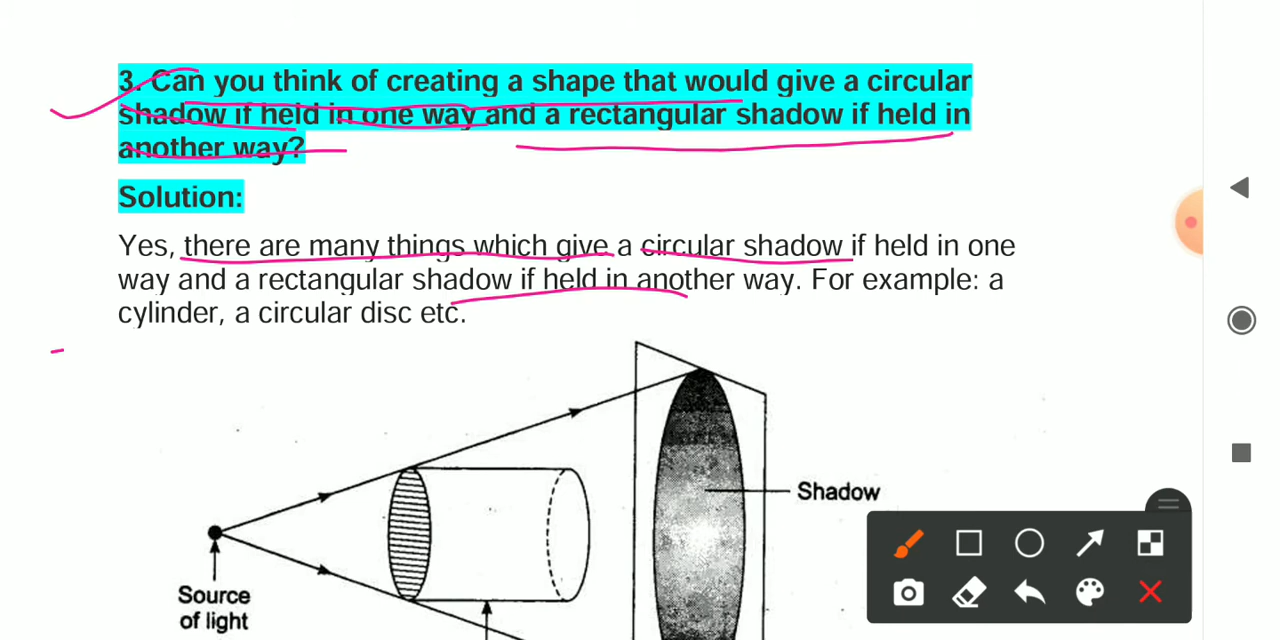 3. Can you think of creating a shape that would give a circular
shadow if held in one way and a rectangular shadow if held in
another way?
Solution:
Yes, there are many things which give a circular shadow if held in one
way and a rectangular shadow if held in another way. For example: a
cylinder, a circular disc etc.
Shadow
Source
of light